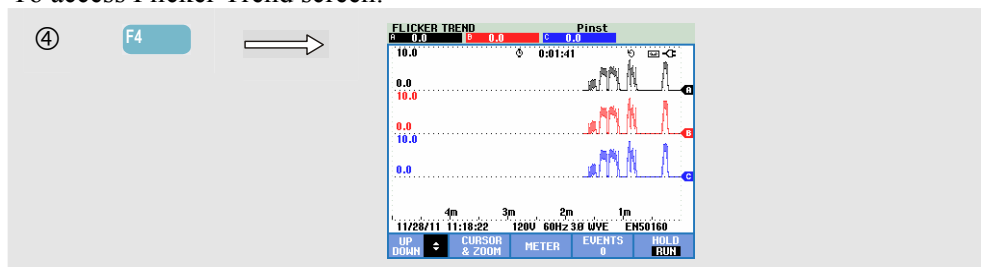 To access Flicker Trend screen:
④ F4
FLICKER TREND Pinst
A 0.0 B 0.0 C 0.0
10.0 0:01:41
0.0
10.0
A
0.0
10.0
B
0.0
C
4m 3m 2m 1m
11/28/11 11:18:22 120V 60Hz 3Ø WYE EN50160
UP DOWN CURSOR & ZOOM METER EVENTS 0 HOLD RUN